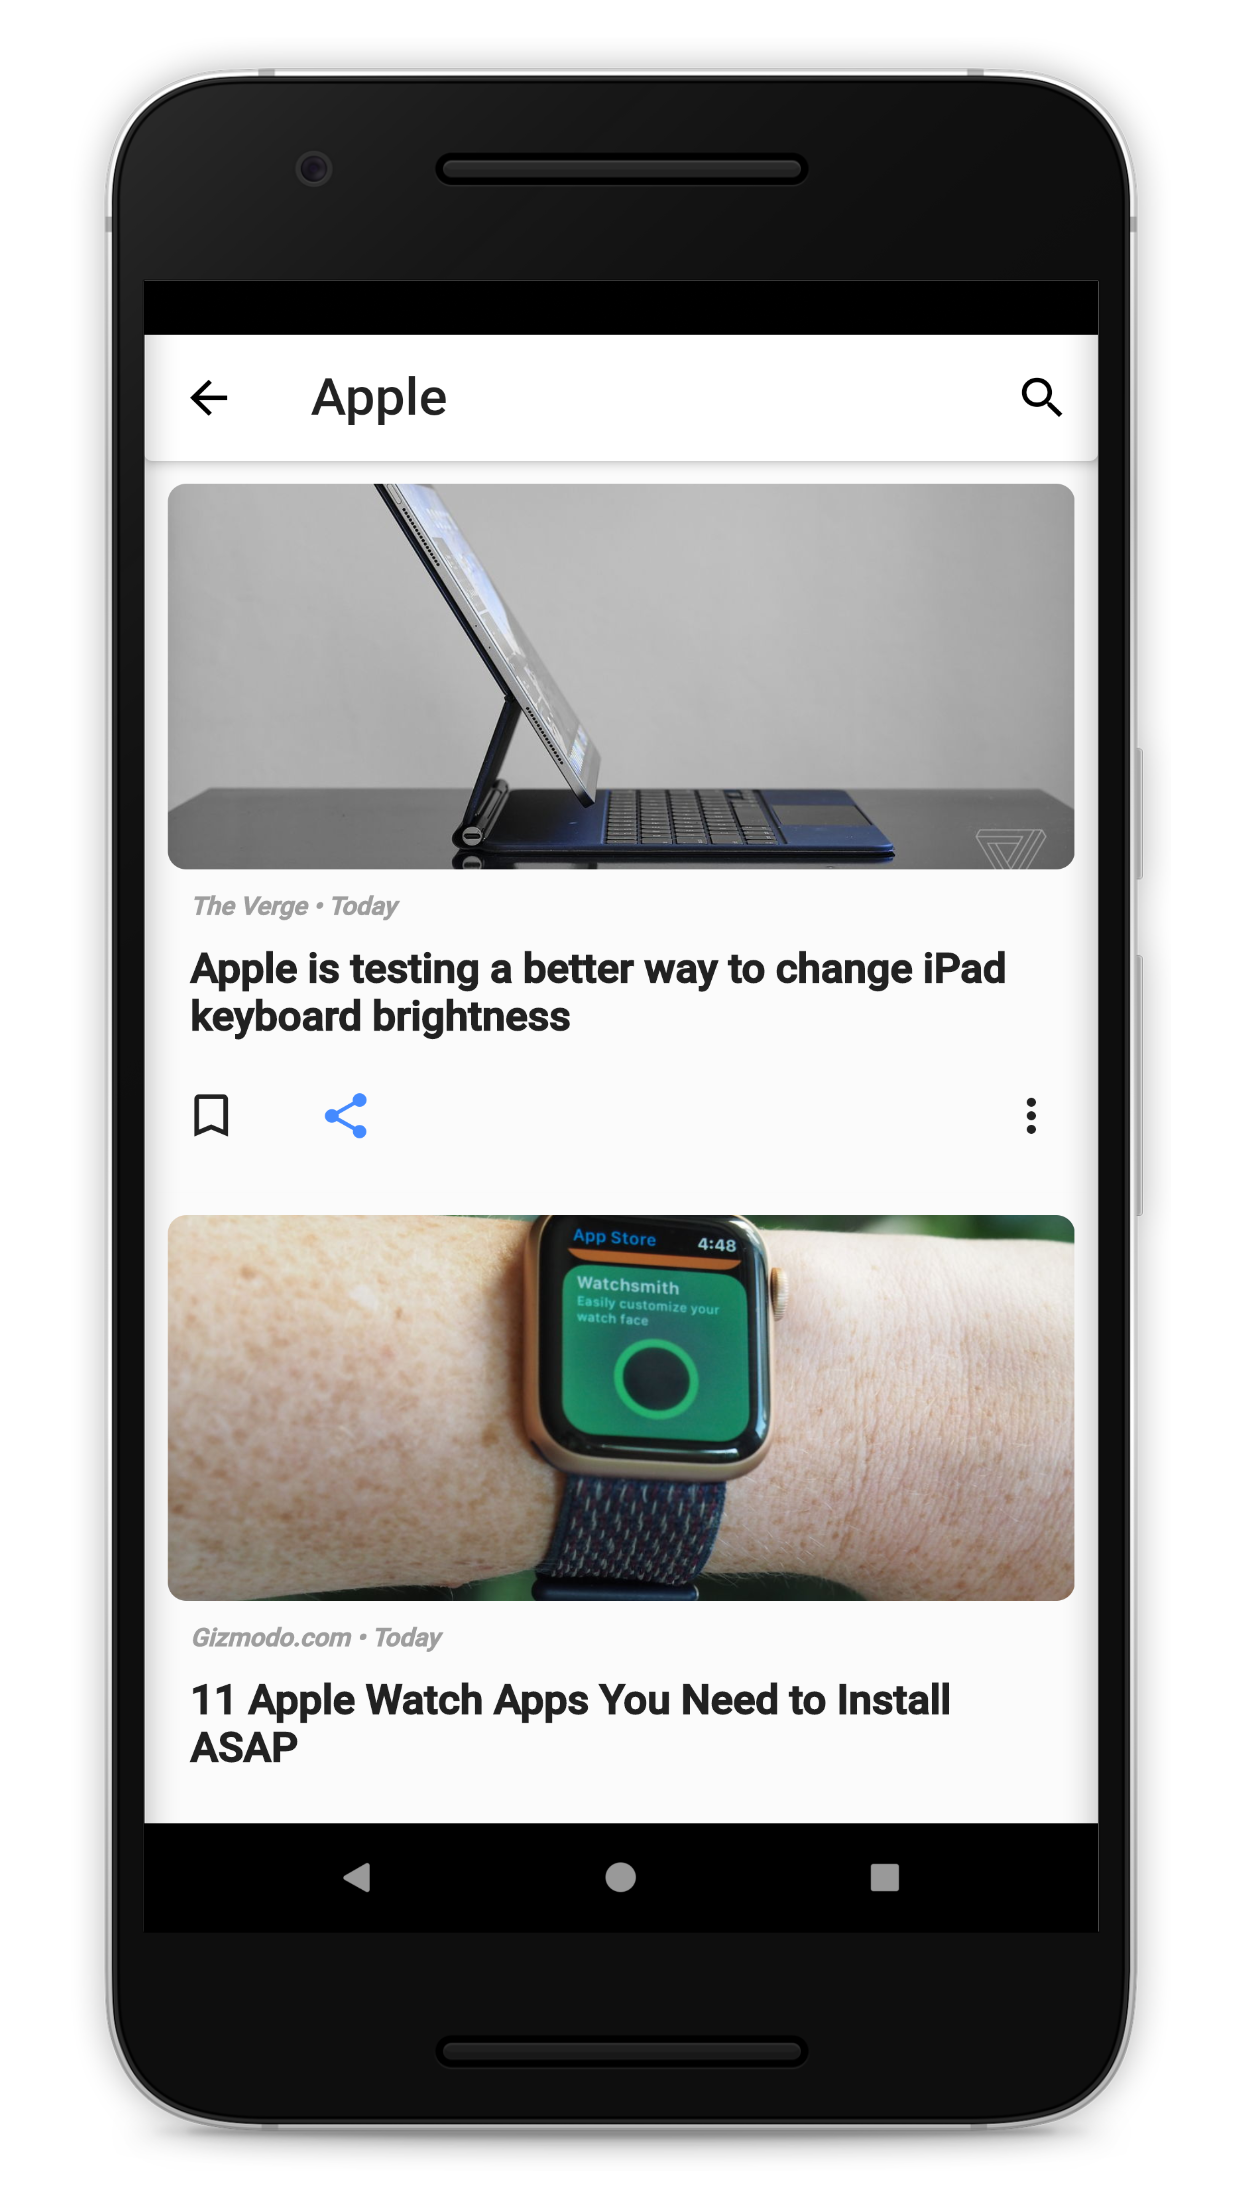 Apple
The Verge • Today
Apple is testing a better way to change iPad
keyboard brightness
App Store 4:48
Watchsmith
Easily customize your
watch face
Gizmodo.com • Today
11 Apple Watch Apps You Need to Install
ASAP